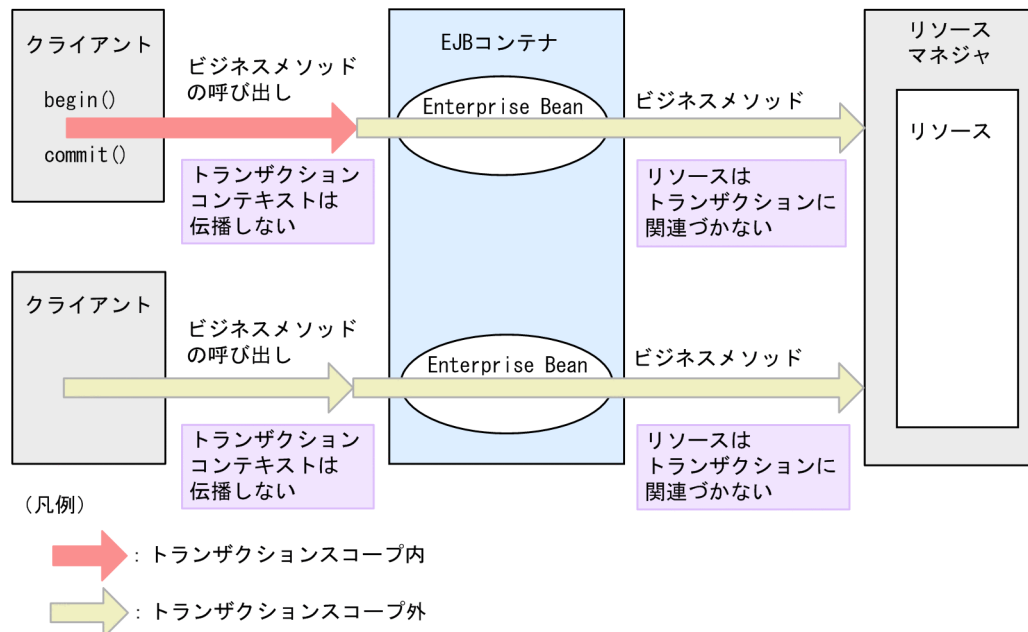 クライアント
begin()
commit()
ビジネスメソッド
の呼び出し
トランザクション
コンテキストは
伝播しない
EJBコンテナ
Enterprise Bean
ビジネスメソッド
リソースは
トランザクションに
関連づかない
リソース
マネジャ
リソース
クライアント
ビジネスメソッド
の呼び出し
トランザクション
コンテキストは
伝播しない
Enterprise Bean
ビジネスメソッド
リソースは
トランザクションに
関連づかない
(凡例)
:トランザクションスコープ内
:トランザクションスコープ外